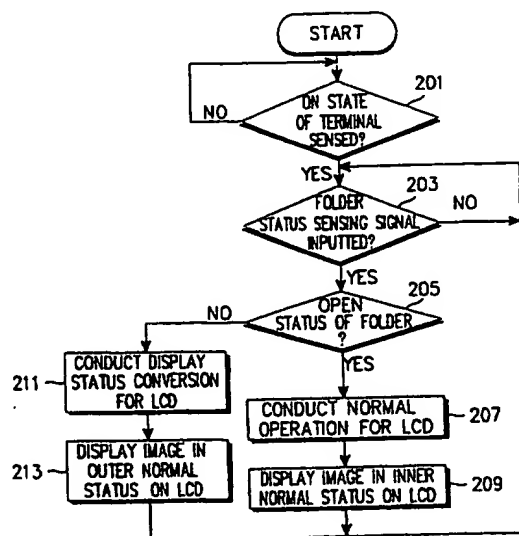 START
201
ON STATE
OF TERMINAL
SENSED?
NO
YES
203
FOLDER
STATUS SENSING SIGNAL
INPUTTED?
NO
YES
205
OPEN
STATUS OF FOLDER
?
NO
YES
211
CONDUCT DISPLAY
STATUS CONVERSION
FOR LCD
CONDUCT NORMAL
OPERATION FOR LCD
207
213
DISPLAY IMAGE IN
OUTER NORMAL
STATUS ON LCD
DISPLAY IMAGE IN INNER
NORMAL STATUS ON LCD
209